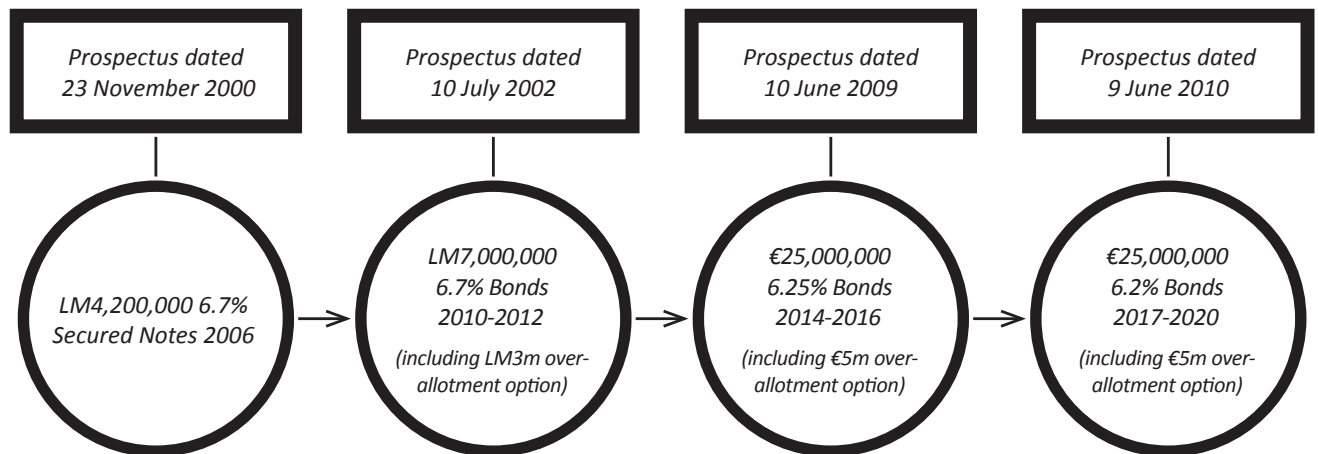 Prospectus dated
23 November 2000
Prospectus dated
10 July 2002
Prospectus dated
10 June 2009
Prospectus dated
9 June 2010
LM4,200,000 6.7%
Secured Notes 2006
LM7,000,000
6.7% Bonds
2010-2012
(including LM3m over-
allotment option)
€25,000,000
6.25% Bonds
2014-2016
(including €5m over-
allotment option)
€25,000,000
6.2% Bonds
2017-2020
(including €5m over-
allotment option)